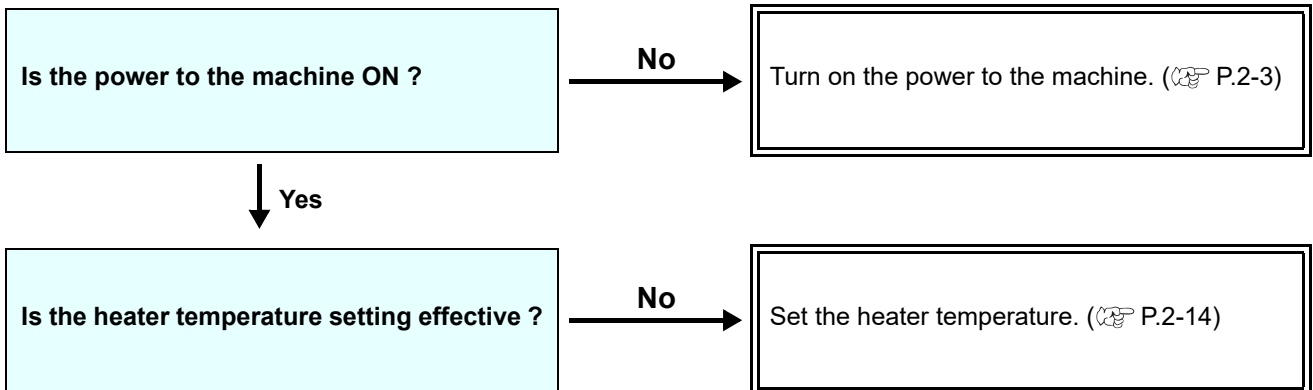 Is the power to the machine ON ?
No
Turn on the power to the machine. (☞ P.2-3)
Yes
Is the heater temperature setting effective ?
No
Set the heater temperature. (☞ P.2-14)